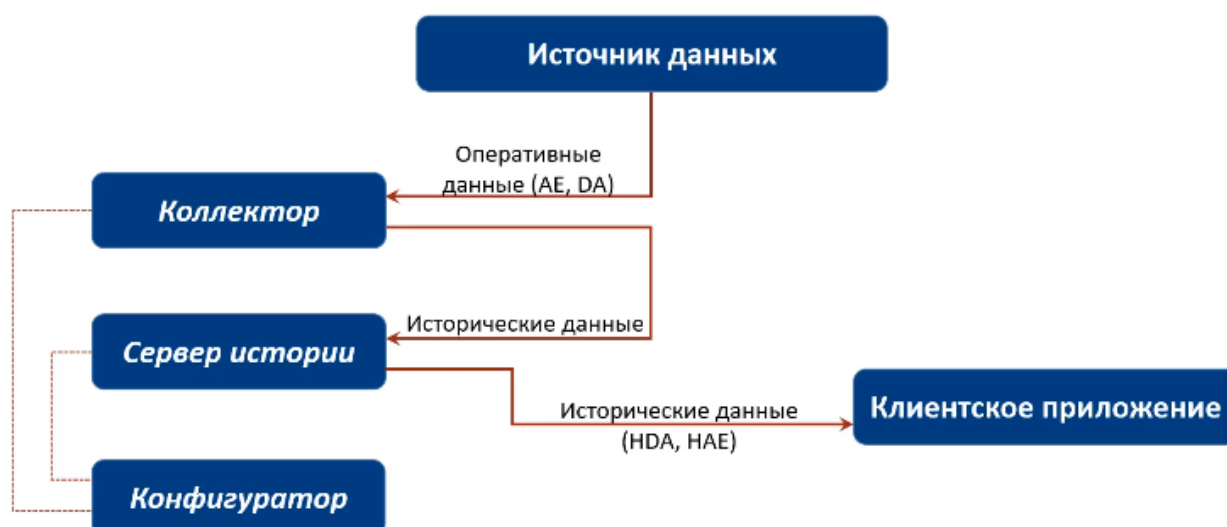 Источник данных
Оперативные
данные (AE, DA)
Коллектор
Исторические данные
Сервер истории
Исторические данные
(HDA, HAE)
Клиентское приложение
Конфигуратор